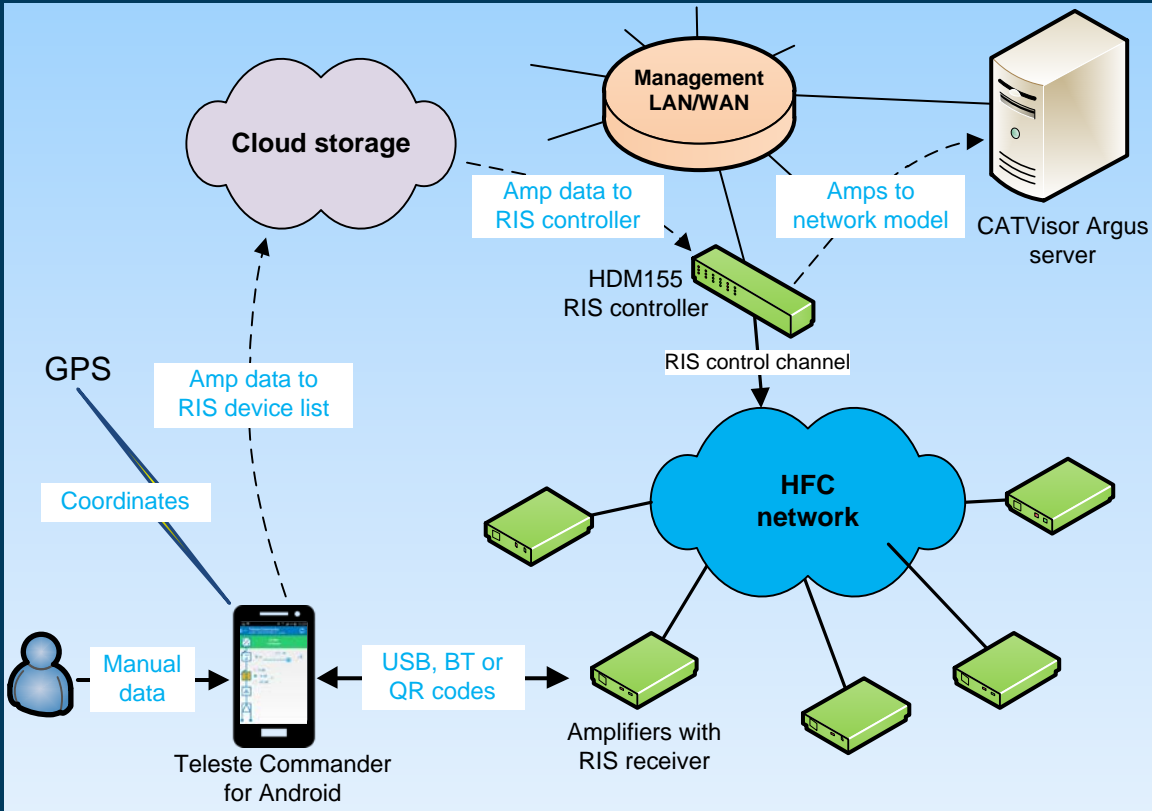 Management
LAN/WAN
Cloud storage
Amp data to
RIS controller
Amps to
network model
CATVisor Argus
server
HDM155
RIS controller
RIS control channel
GPS
Amp data to
RIS device list
Coordinates
HFC
network
Manual
data
USB, BT or
QR codes
Amplifiers with
RIS receiver
Teleste Commander
for Android